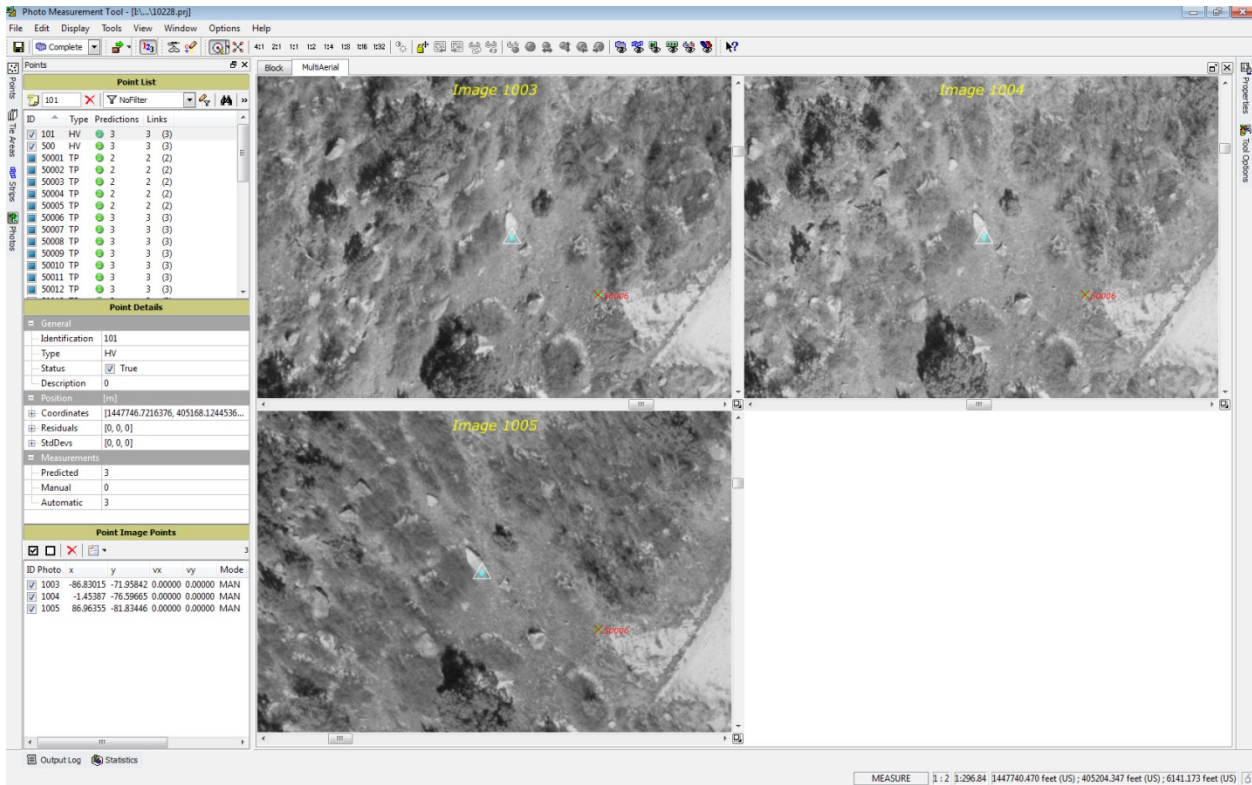 Photo Measurement Tool - [I:\...\10228.prj]
File Edit Display Tools View Window Options Help
Complete 4:1 2:1 1:1 1:2 1:4 1:8 1:16 1:32
Points
Block MultiAerial
Point List
101 NoFilter
ID Type Predictions Links
101 HV 3 3 (3)
500 HV 3 3 (3)
50001 TP 2 2 (2)
50002 TP 2 2 (2)
50003 TP 2 2 (2)
50004 TP 2 2 (2)
50005 TP 2 2 (2)
50006 TP 3 3 (3)
50007 TP 3 3 (3)
50008 TP 3 3 (3)
50009 TP 3 3 (3)
50010 TP 3 3 (3)
50011 TP 3 3 (3)
50012 TP 3 3 (3)
Point Details
General
Identification 101
Type HV
Status True
Description 0
Position [m]
Coordinates [1447746.7216376, 405168.1244536...
Residuals [0, 0, 0]
StdDevs [0, 0, 0]
Measurements
Predicted 3
Manual 0
Automatic 3
Point Image Points
3
ID Photo x y vx vy Mode
1003 -86.83015 -71.95842 0.00000 0.00000 MAN
1004 -1.45387 -76.59665 0.00000 0.00000 MAN
1005 86.96355 -81.83446 0.00000 0.00000 MAN
Points
Tie Areas
Strips
Photos
Image 1003
50006
Image 1004
50006
Image 1005
50006
Properties
Tool Options
Output Log Statistics
MEASURE 1 : 2 1:296.84 1447740.470 feet (US) ; 405204.347 feet (US) ; 6141.173 feet (US)